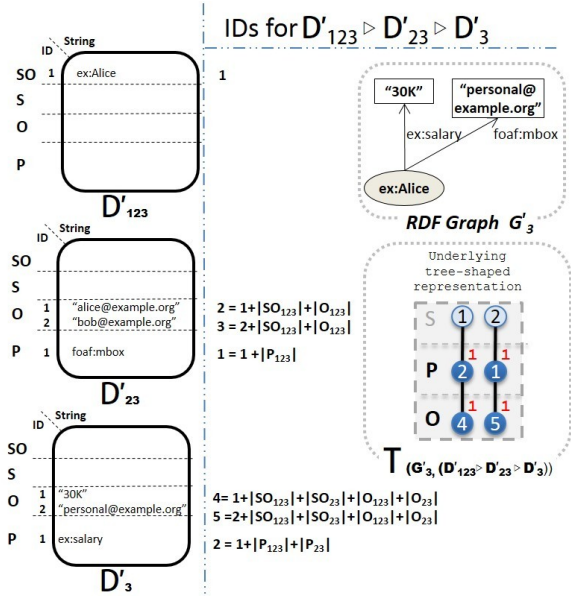 IDs for D'123 ▷ D'23 ▷ D'3
ID String
SO 1 ex:Alice 1
S
O
P
D'123
"30K"
"personal@
example.org"
ex:salary foaf:mbox
ex:Alice
RDF Graph G'3
ID String
SO
S
O 1 "alice@example.org" 2 = 1+|SO123|+|O123|
2 "bob@example.org" 3 = 2+|SO123|+|O123|
P 1 foaf:mbox 1 = 1 +|P123|
D'23
Underlying
tree-shaped
representation
S 1 2
P 2 1 1 1
O 4 1 5 1
T (G'3, (D'123▷ D'23 ▷ D'3))
ID String
SO
S
O 1 "30K" 4= 1+|SO123|+|SO23|+|O123|+|O23|
2 "personal@example.org" 5 =2+|SO123|+|SO23|+|O123|+|O23|
P 1 ex:salary 2 = 1+|P123|+|P23|
D'3